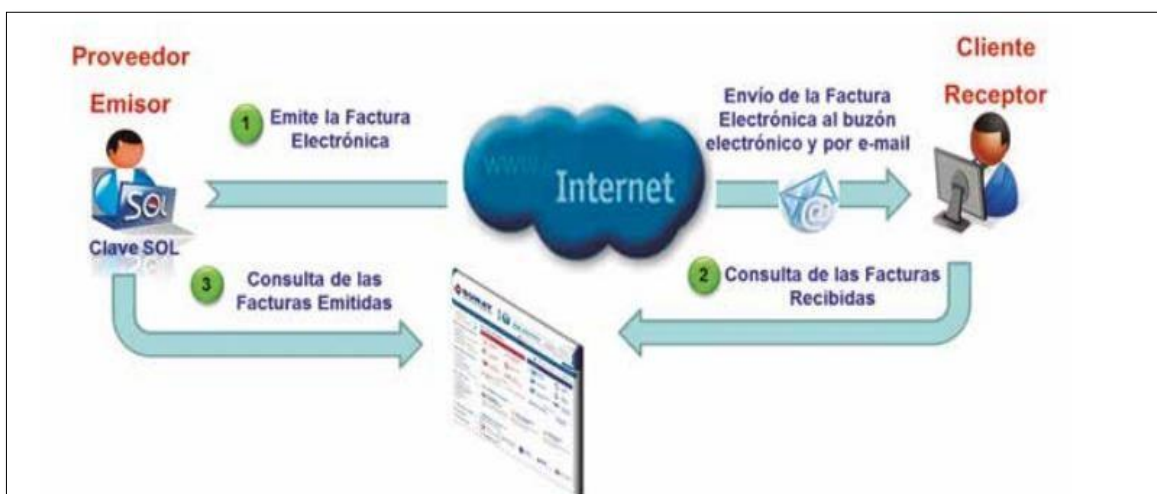 Proveedor
Emisor
1
Emite la Factura
Electrónica
www.
Internet
Envío de la Factura
Electrónica al buzón
electrónico y por e-mail
Cliente
Receptor
@
SOL
Clave SOL
3
Consulta de las
Facturas Emitidas
2
Consulta de las Facturas
Recibidas
SUNAT